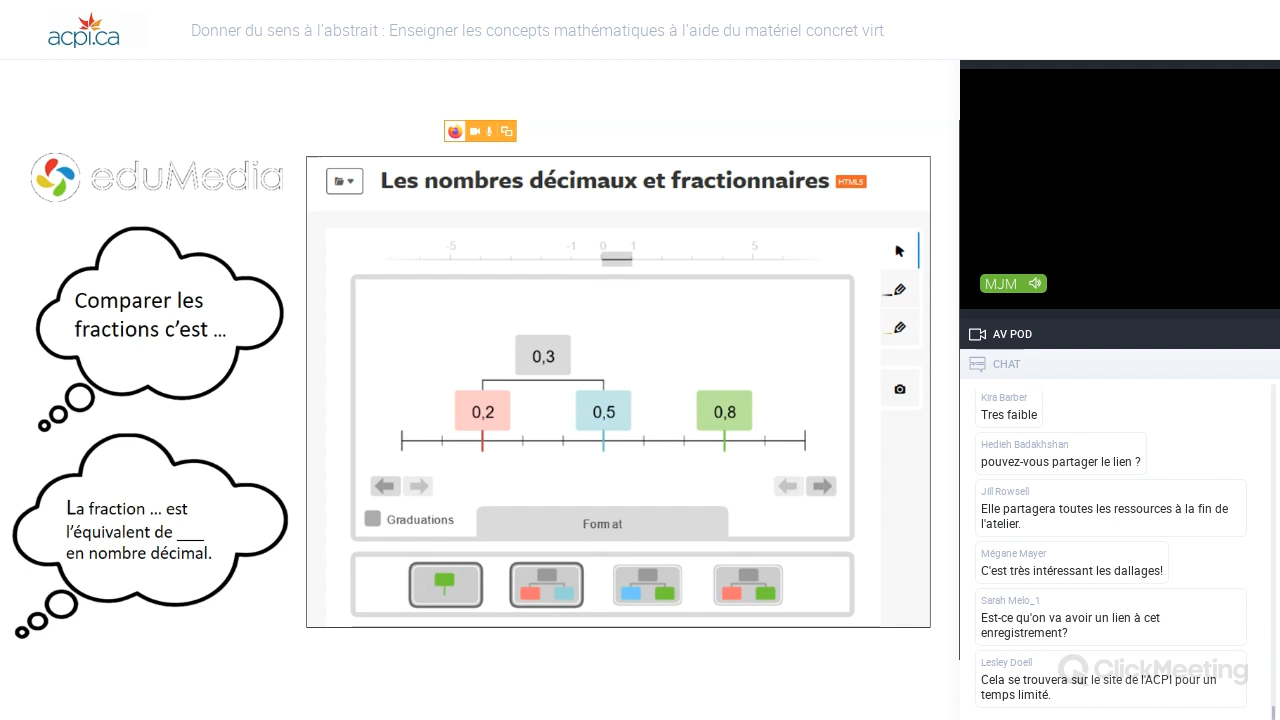 acpi.ca
Donner du sens à l'abstrait : Enseigner les concepts mathématiques à l'aide du matériel concret virt
eduMedia
Les nombres décimaux et fractionnaires HTML5
-5 -1 0 1 5
Comparer les
fractions c'est ...
0,3
0,2 0,5 0,8
Graduations
Format
La fraction ... est
l'équivalent de ___
en nombre décimal.
MJM
AV POD
CHAT
Kira Barber
Tres faible
Hedieh Badakhshan
pouvez-vous partager le lien ?
Jill Rowsell
Elle partagera toutes les ressources à la fin de
l'atelier.
Mégane Mayer
C'est très intéressant les dallages!
Sarah Melo_1
Est-ce qu'on va avoir un lien à cet
enregistrement?
Lesley Doell
Cela se trouvera sur le site de l'ACPI pour un
temps limité.
ClickMeeting